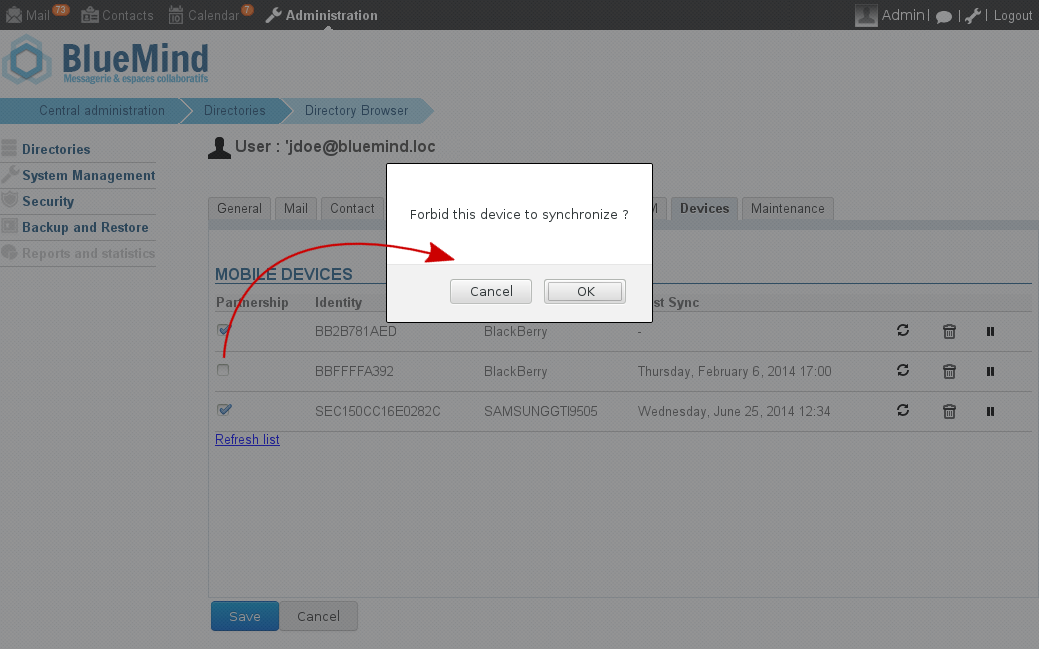 Mail 73 Contacts Calendar 7 Administration Admin | | | Logout
BlueMind
Messagerie & espaces collaboratifs
Central administration Directories Directory Browser
Directories
System Management
Security
Backup and Restore
Reports and statistics
User : 'jdoe@bluemind.loc
General Mail Contact M Devices Maintenance
Forbid this device to synchronize ?
Cancel OK
MOBILE DEVICES
Partnership Identity st Sync
BB2B781AED BlackBerry -
BBFFFFA392 BlackBerry Thursday, February 6, 2014 17:00
SEC150CC16E0282C SAMSUNGGTI9505 Wednesday, June 25, 2014 12:34
Refresh list
Save Cancel